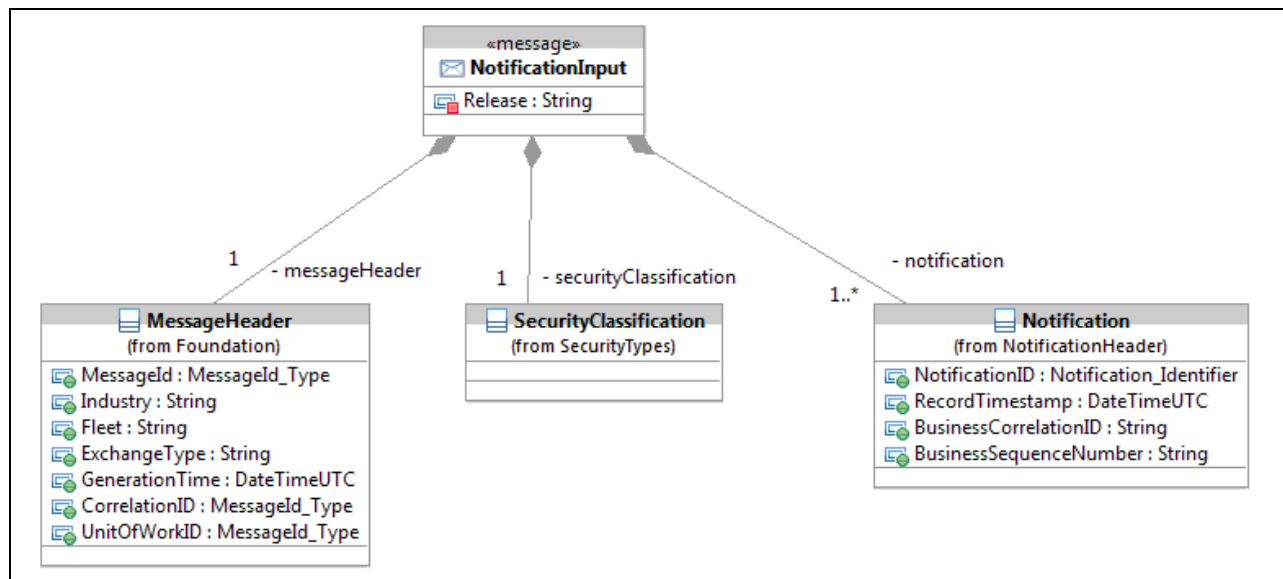 «message»
NotificationInput
Release : String
1
- messageHeader
1
- securityClassification
- notification
1..*
MessageHeader
(from Foundation)
MessageId : MessageId_Type
Industry : String
Fleet : String
ExchangeType : String
GenerationTime : DateTimeUTC
CorrelationID : MessageId_Type
UnitOfWorkID : MessageId_Type
SecurityClassification
(from SecurityTypes)
Notification
(from NotificationHeader)
NotificationID : Notification_Identifier
RecordTimestamp : DateTimeUTC
BusinessCorrelationID : String
BusinessSequenceNumber : String